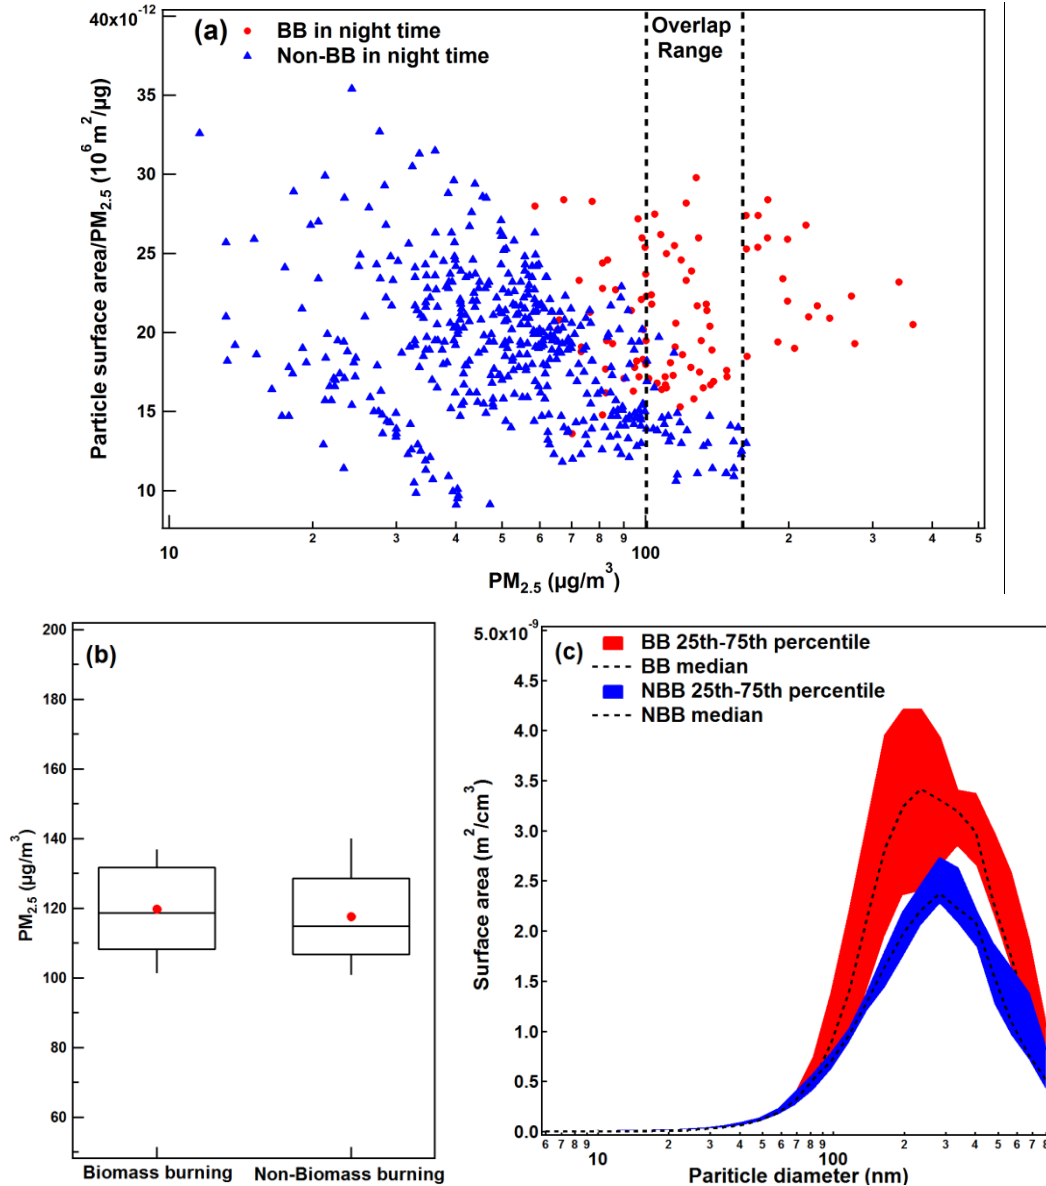 40x10⁻¹²
(a)
BB in night time
Non-BB in night time
Overlap
Range
35
30
25
20
15
10
Particle surface area/PM₂.₅ (10⁶ m²/µg)
10 2 3 4 5 6 7 8 9 100 2 3 4 5
PM₂.₅ (µg/m³)
(b)
200
180
160
140
120
100
80
60
PM₂.₅ (µg/m³)
Biomass burning Non-Biomass burning
(c)
5.0x10⁻⁹
BB 25th-75th percentile
BB median
NBB 25th-75th percentile
NBB median
4.5
4.0
3.5
3.0
2.5
2.0
1.5
1.0
0.5
0.0
Surface area (m²/cm³)
6 7 8 9 10 2 3 4 5 6 7 8 9 100 2 3 4 5 6 7 8
Pariticle diameter (nm)